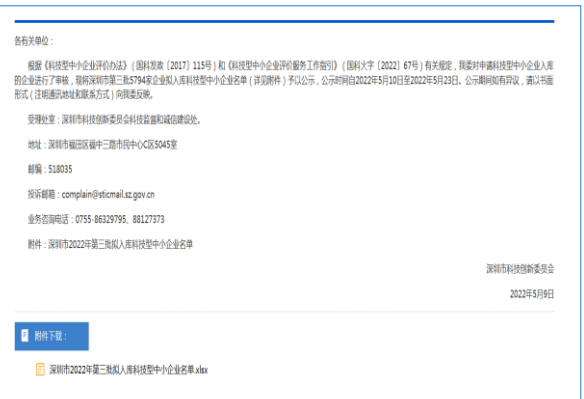 各有关单位：
根据《科技型中小企业评价办法》（国科发政〔2017〕115号）和《科技型中小企业评价服务工作指引》（国科火字〔2022〕67号）有关规定，我委对申请科技型中小企业入库
的企业进行了审核，现将深圳市第三批5794家企业拟入库科技型中小企业名单（详见附件）予以公示，公示时间自2022年5月10日至2022年5月23日。公示期间如有异议，请以书面
形式（注明通讯地址和联系方式）向我委反映。
受理处室：深圳市科技创新委员会科技监督和诚信建设处。
地址：深圳市福田区福中三路市民中心C区5045室
邮编：518035
投诉邮箱：complain@sticmail.sz.gov.cn
业务咨询电话：0755-86329795、88127373
附件：深圳市2022年第三批拟入库科技型中小企业名单
深圳市科技创新委员会
2022年5月9日
附件下载：
深圳市2022年第三批拟入库科技型中小企业名单.xlsx